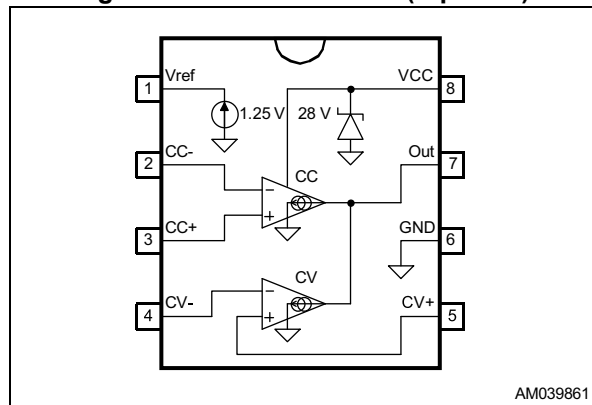 1
Vref
VCC
8
1.25 V
28 V
2
CC-
CC
Out
7
3
CC+
GND
6
CV
4
CV-
CV+
5
AM039861